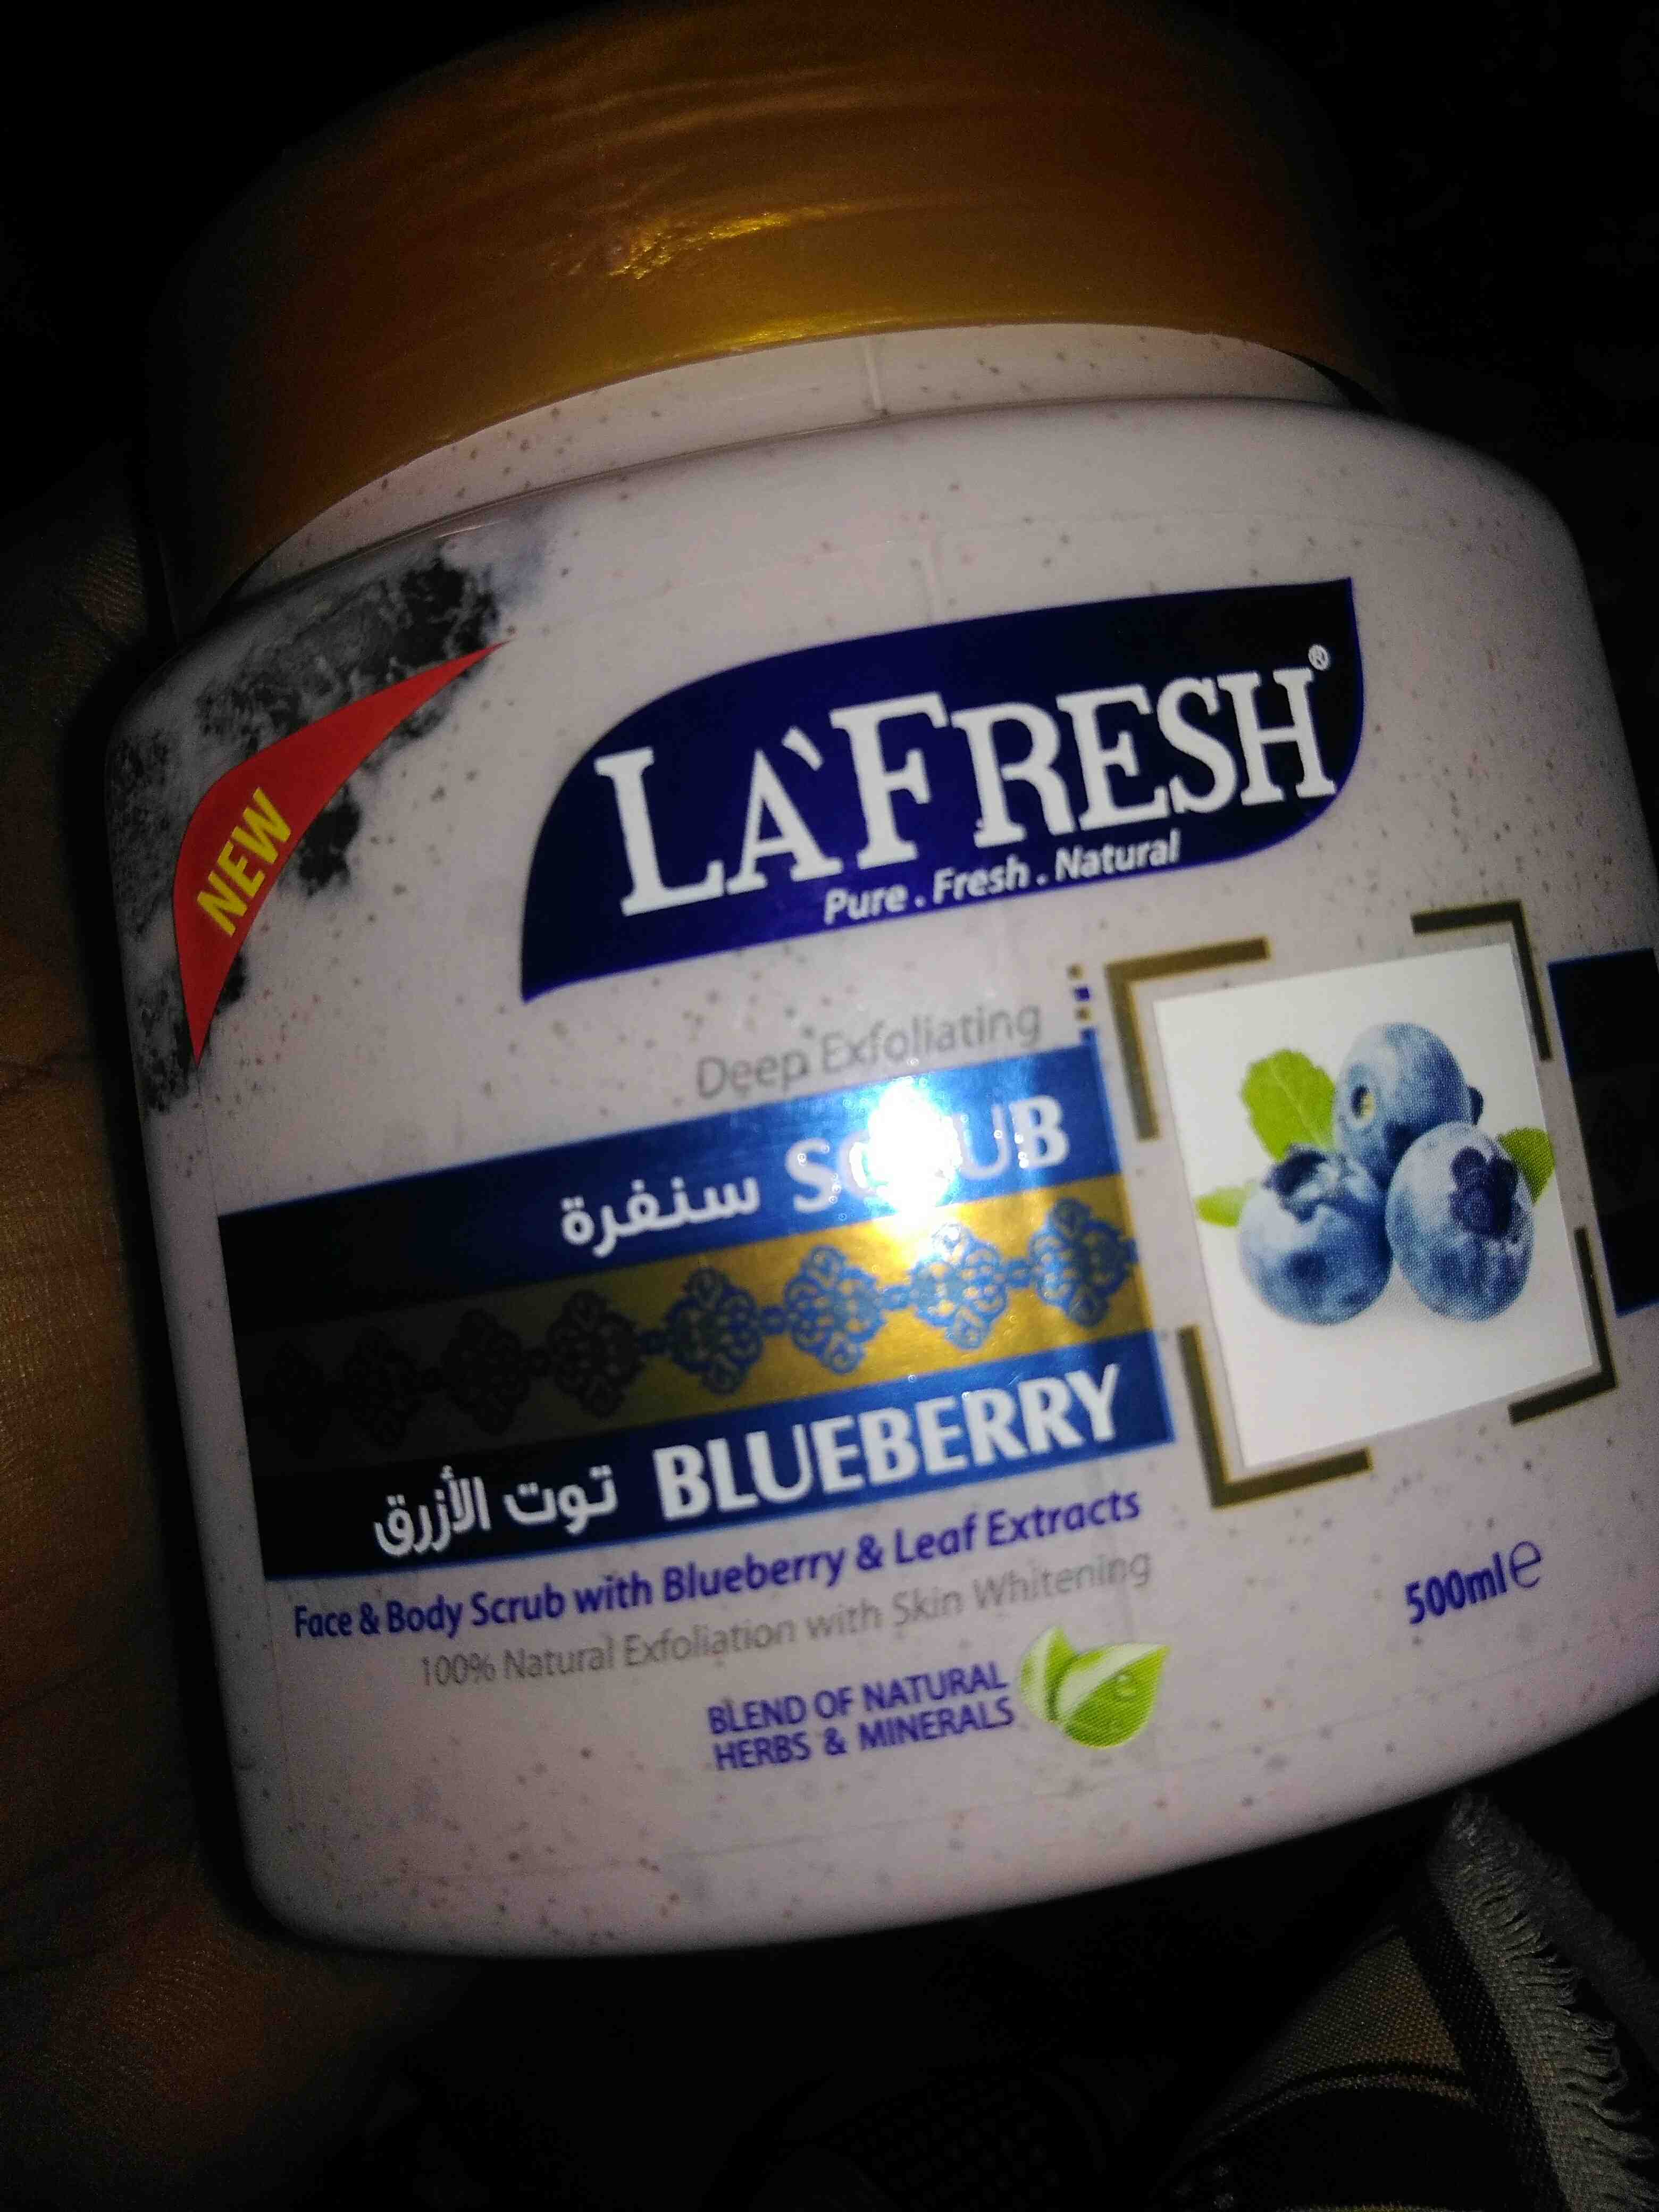 NEW
LA'FRESH®
Pure . Fresh . Natural
Deep Exfoliating
سنفرة SCRUB
توت الأزرق BLUEBERRY
Face & Body Scrub with Blueberry & Leaf Extracts
100% Natural Exfoliation with Skin Whitening
BLEND OF NATURAL
HERBS & MINERALS
500ml e